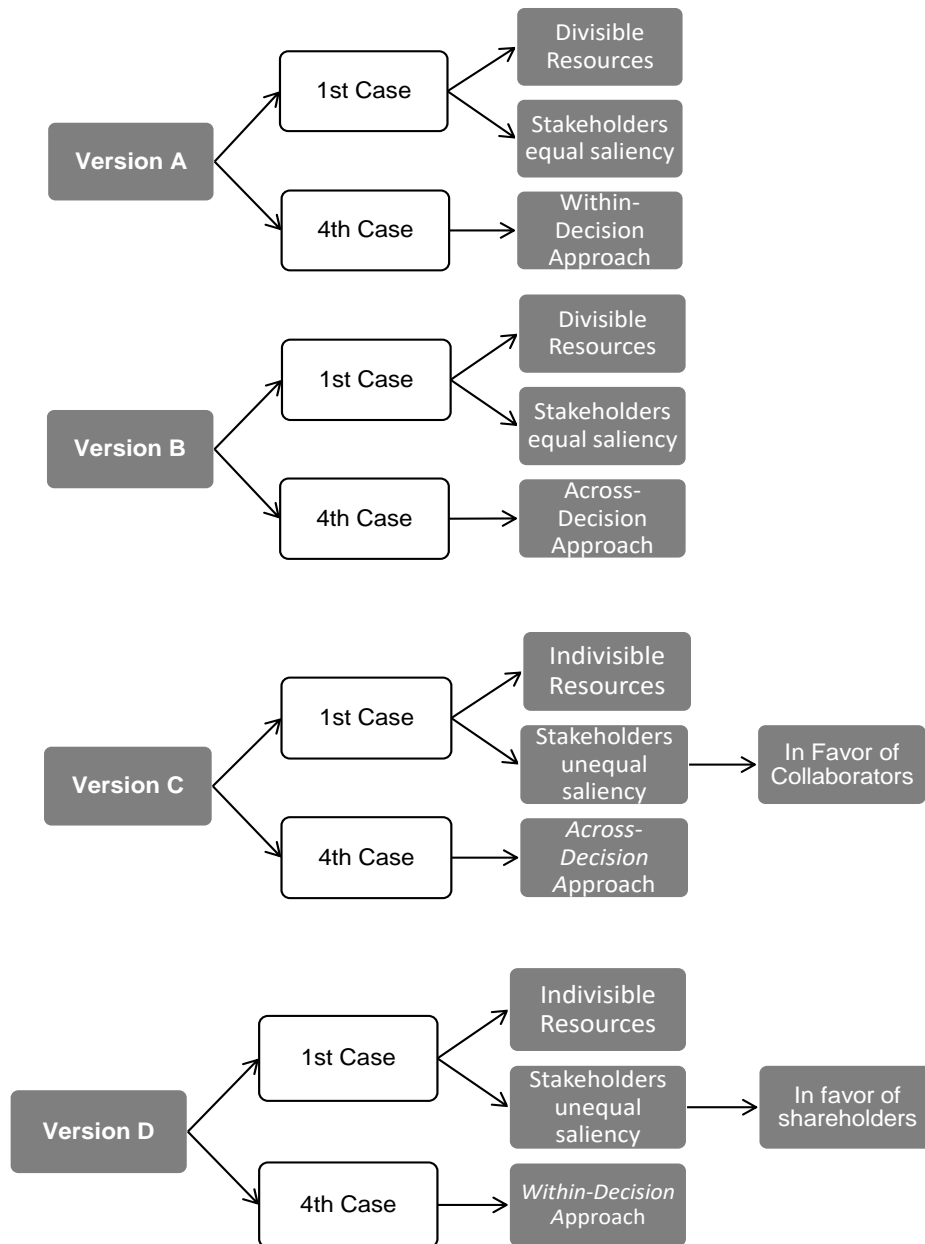 Version A
1st Case
Divisible
Resources
Stakeholders
equal saliency
4th Case
Within-
Decision
Approach
Version B
1st Case
Divisible
Resources
Stakeholders
equal saliency
4th Case
Across-
Decision
Approach
Version C
1st Case
Indivisible
Resources
Stakeholders
unequal
saliency
In Favor of
Collaborators
4th Case
Across-
Decision
Approach
Version D
1st Case
Indivisible
Resources
Stakeholders
unequal
saliency
In favor of
shareholders
4th Case
Within-Decision
Approach